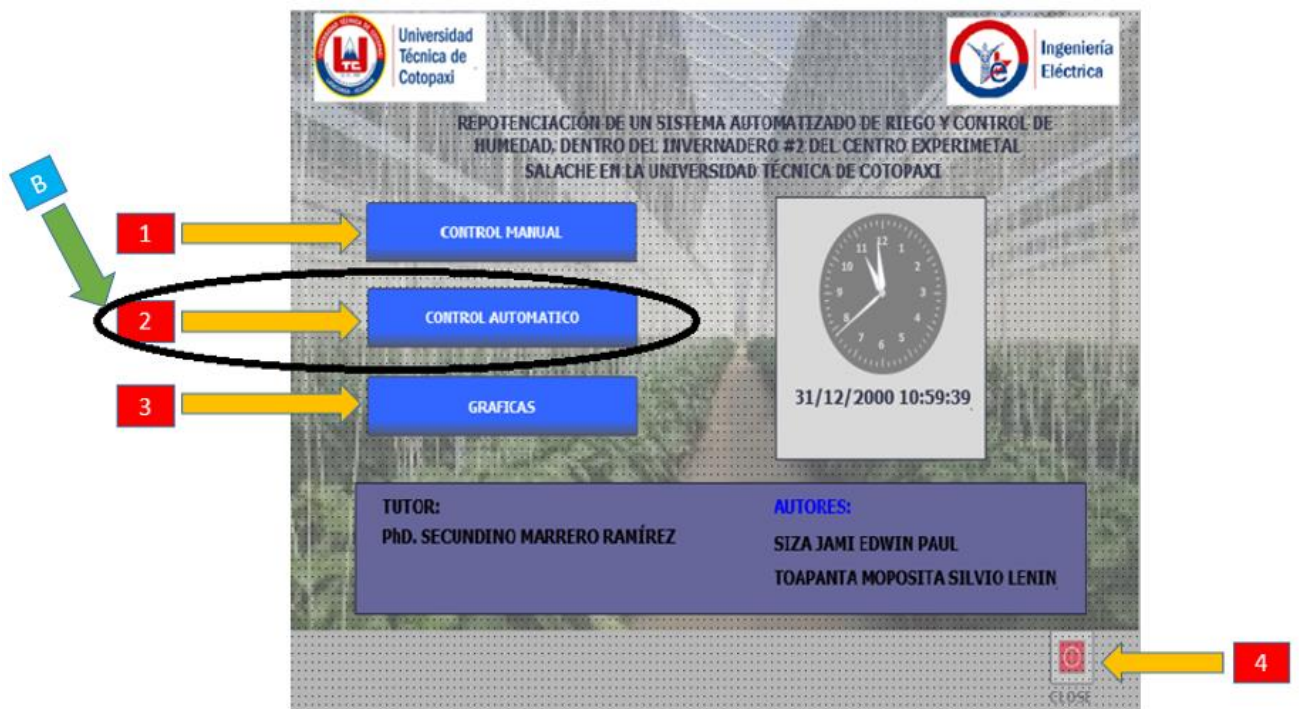 Universidad
Técnica de
Cotopaxi
UTC
Ingeniería
Eléctrica
REPOTENCIACIÓN DE UN SISTEMA AUTOMATIZADO DE RIEGO Y CONTROL DE
HUMEDAD, DENTRO DEL INVERNADERO #2 DEL CENTRO EXPERIMETAL
SALACHE EN LA UNIVERSIDAD TÉCNICA DE COTOPAXI
B
1
CONTROL MANUAL
2
CONTROL AUTOMATICO
3
GRAFICAS
12
1
2
3
4
5
6
7
8
9
10
11
31/12/2000 10:59:39
TUTOR:
PhD. SECUNDINO MARRERO RAMÍREZ
AUTORES:
SIZA JAMI EDWIN PAUL
TOAPANTA MOPOSITA SILVIO LENIN
4
CLOSE